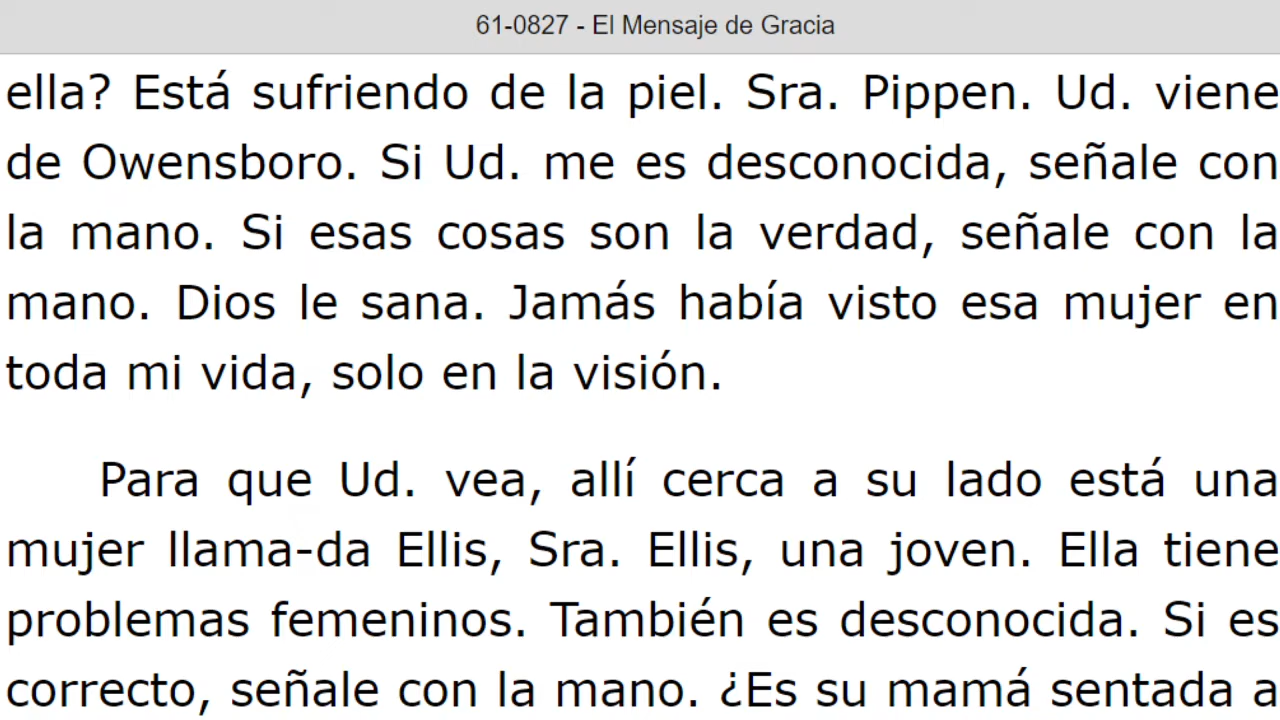 61-0827 - El Mensaje de Gracia
ella? Está sufriendo de la piel. Sra. Pippen. Ud. viene
de Owensboro. Si Ud. me es desconocida, señale con
la mano. Si esas cosas son la verdad, señale con la
mano. Dios le sana. Jamás había visto esa mujer en
toda mi vida, solo en la visión.
Para que Ud. vea, allí cerca a su lado está una
mujer llama-da Ellis, Sra. Ellis, una joven. Ella tiene
problemas femeninos. También es desconocida. Si es
correcto, señale con la mano. ¿Es su mamá sentada a